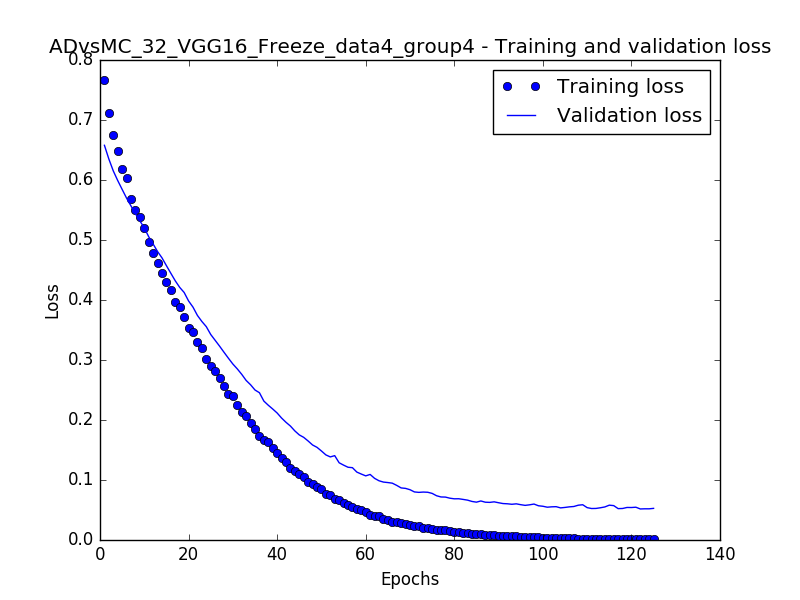 ADvsMC_32_VGG16_Freeze_data4_group4 - Training and validation loss
Training loss
Validation loss
0.8
0.7
0.6
0.5
0.4
0.3
0.2
0.1
0.0
Loss
0 20 40 60 80 100 120 140
Epochs